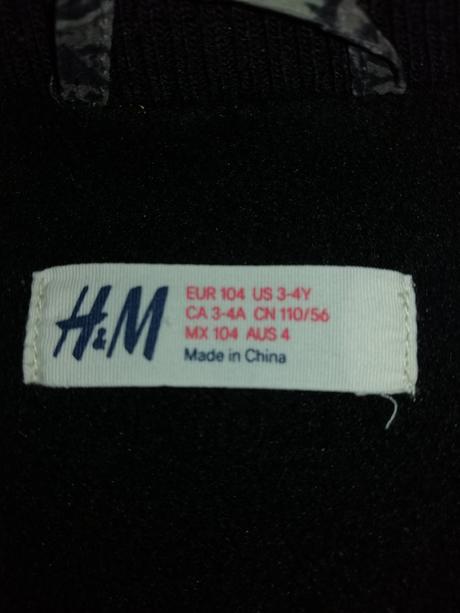 H&M
EUR 104 US 3-4Y
CA 3-4A CN 110/56
MX 104 AUS 4
Made in China